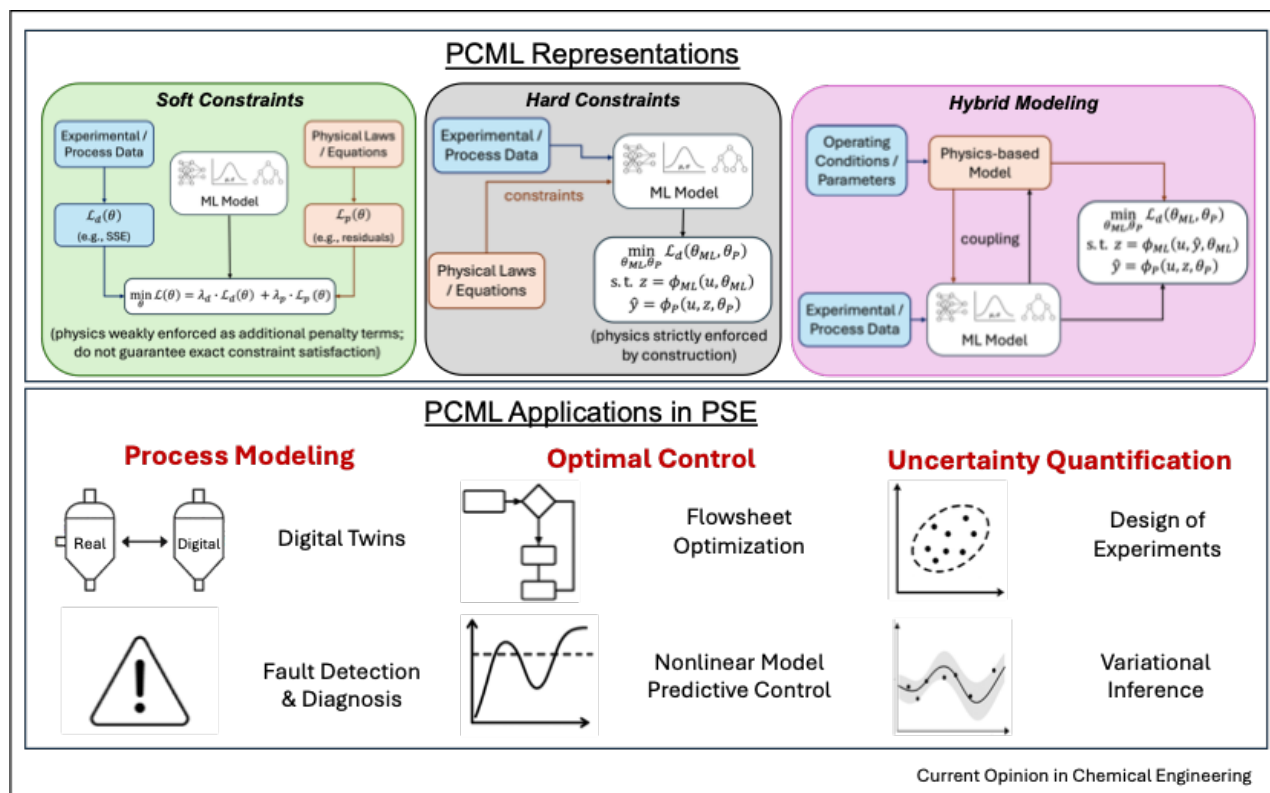 PCML Representations
Soft Constraints
Experimental /
Process Data
Physical Laws
/ Equations
ML Model
ℒ_d(θ)
(e.g., SSE)
ℒ_p(θ)
(e.g., residuals)
min_θ ℒ(θ) = λ_d · ℒ_d(θ) + λ_p · ℒ_p(θ)
(physics weakly enforced as additional penalty terms;
do not guarantee exact constraint satisfaction)
Hard Constraints
Experimental /
Process Data
ML Model
constraints
Physical Laws
/ Equations
min_{θ_ML,θ_P} ℒ_d(θ_ML, θ_P)
s.t. z = ϕ_ML(u, θ_ML)
ŷ = ϕ_P(u, z, θ_P)
(physics strictly enforced
by construction)
Hybrid Modeling
Operating
Conditions /
Parameters
Physics-based
Model
coupling
Experimental /
Process Data
ML Model
min_{θ_ML,θ_P} ℒ_d(θ_ML, θ_P)
s.t. z = ϕ_ML(u, ŷ, θ_ML)
ŷ = ϕ_P(u, z, θ_P)
PCML Applications in PSE
Process Modeling
Real
Digital
Digital Twins
Fault Detection
& Diagnosis
Optimal Control
Flowsheet
Optimization
Nonlinear Model
Predictive Control
Uncertainty Quantification
Design of
Experiments
Variational
Inference
Current Opinion in Chemical Engineering